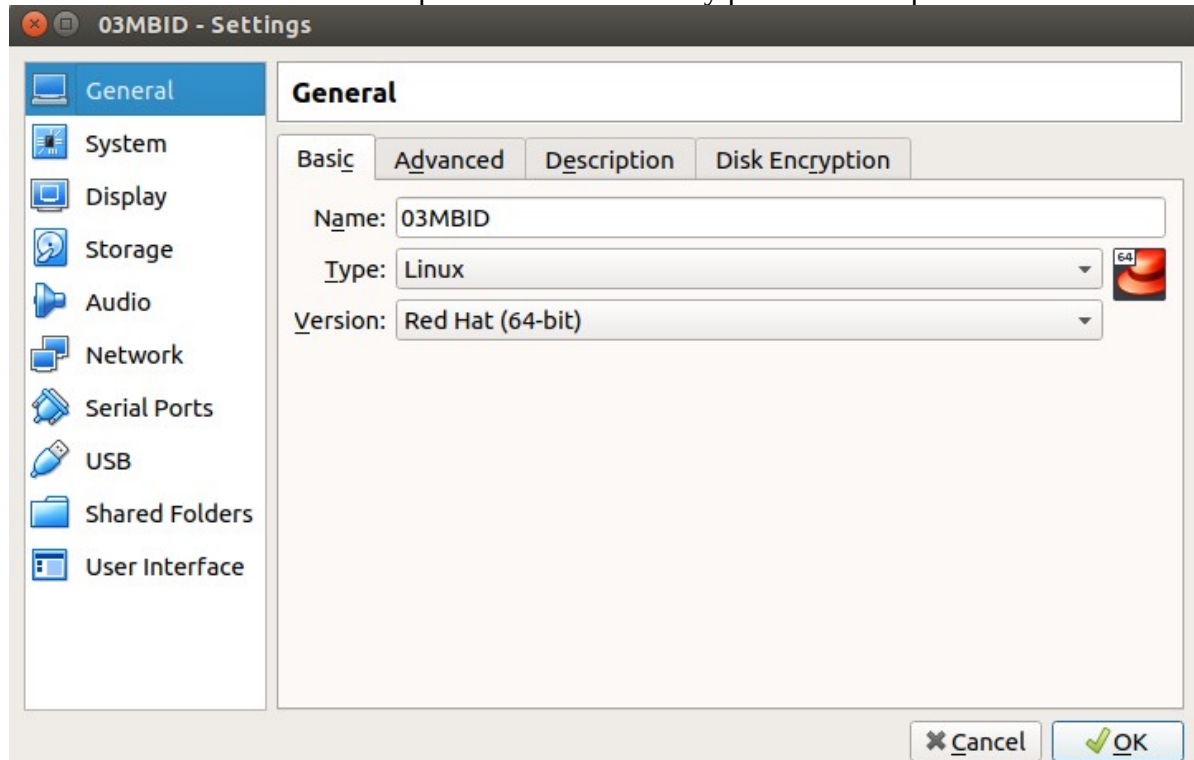 03MBID - Settings
General
System
Display
Storage
Audio
Network
Serial Ports
USB
Shared Folders
User Interface
General
Basic Advanced Description Disk Encryption
Name: 03MBID
Type: Linux
64
Version: Red Hat (64-bit)
Cancel OK